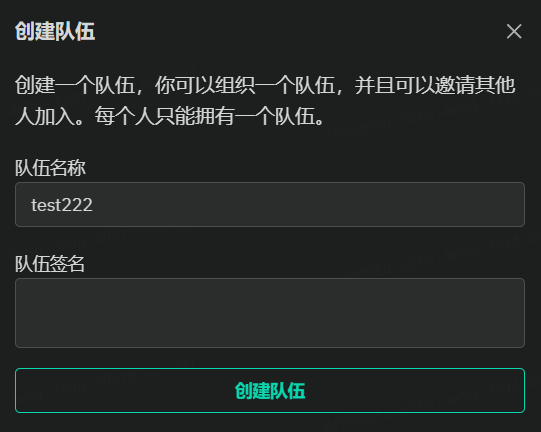 创建队伍
创建一个队伍，你可以组织一个队伍，并且可以邀请其他
人加入。每个人只能拥有一个队伍。
队伍名称
test222
队伍签名
创建队伍